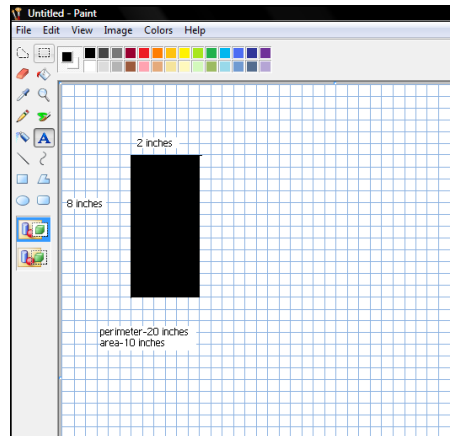 Untitled - Paint
File Edit View Image Colors Help
A
2 inches
8 inches
perimeter-20 inches
area-10 inches